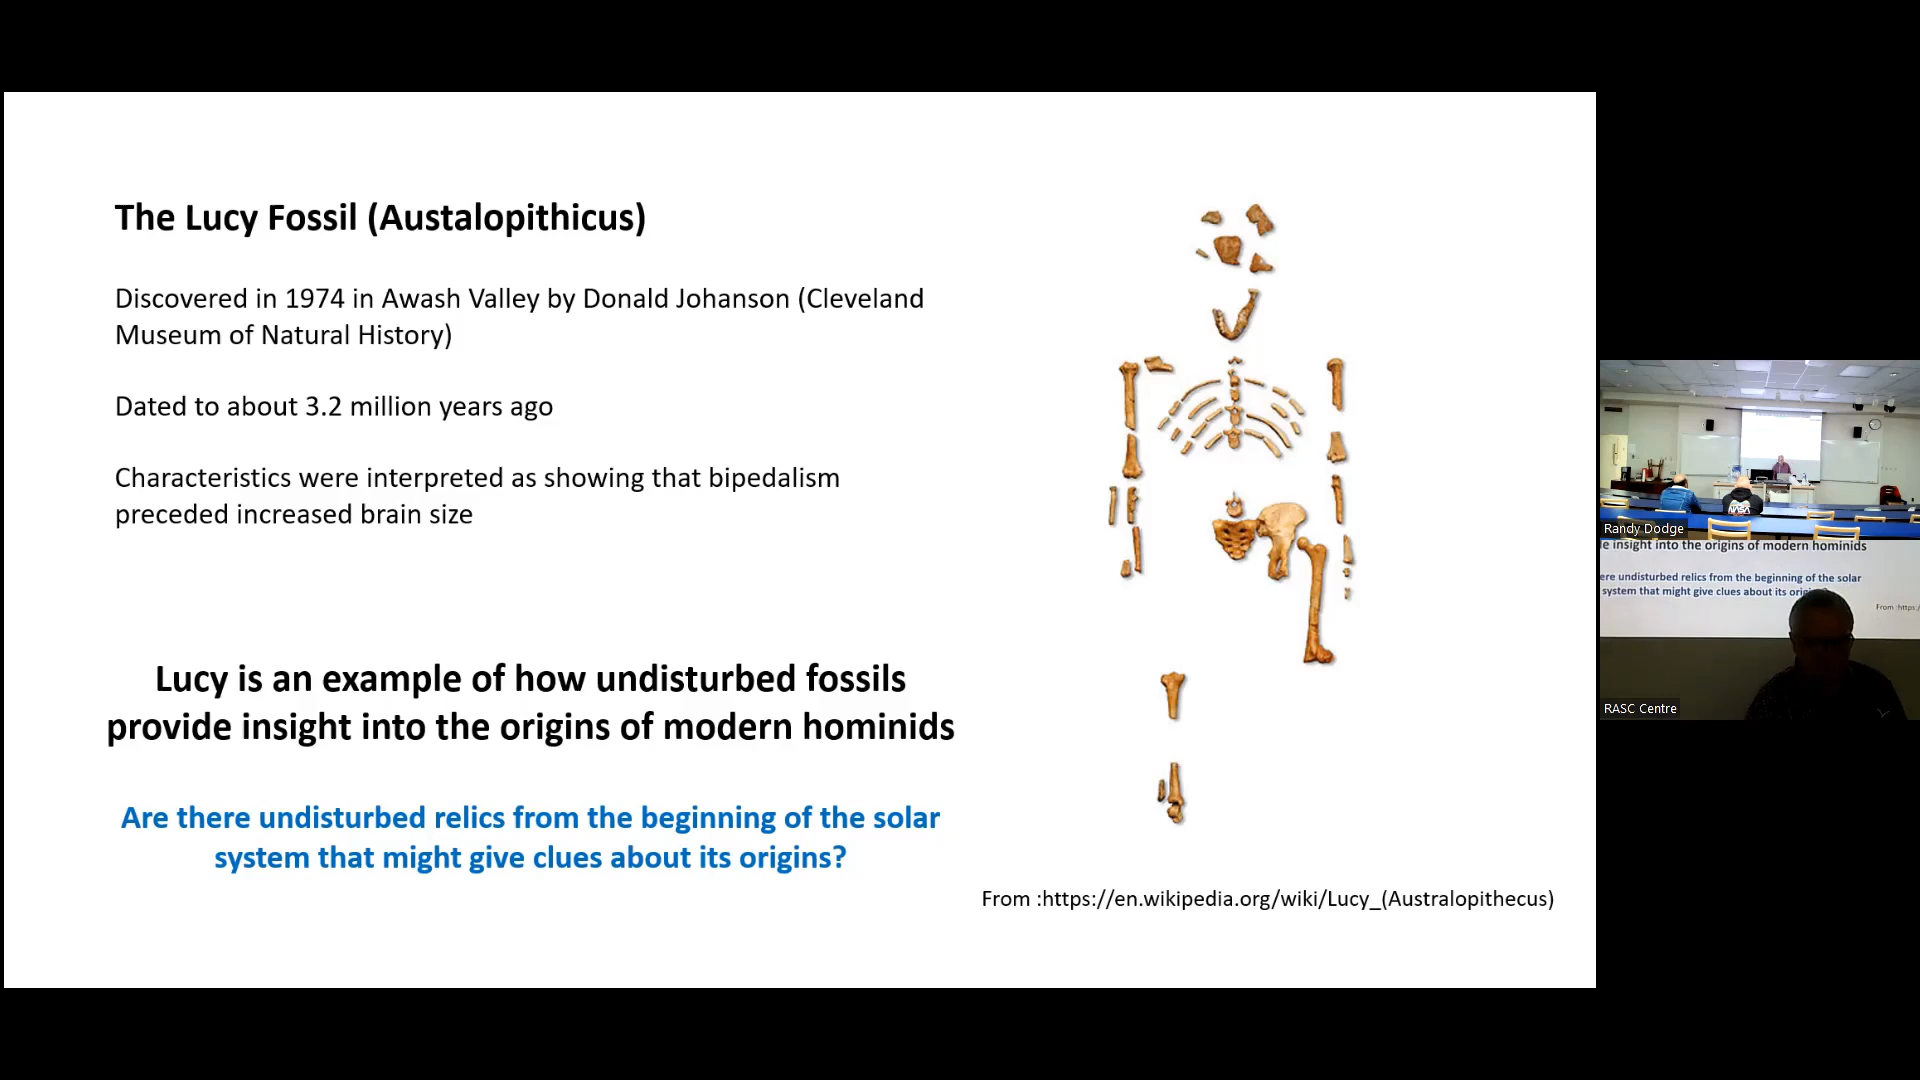 The Lucy Fossil (Austalopithicus)
Discovered in 1974 in Awash Valley by Donald Johanson (Cleveland
Museum of Natural History)
Dated to about 3.2 million years ago
Characteristics were interpreted as showing that bipedalism
preceded increased brain size
Lucy is an example of how undisturbed fossils
provide insight into the origins of modern hominids
Are there undisturbed relics from the beginning of the solar
system that might give clues about its origins?
From :https://en.wikipedia.org/wiki/Lucy_(Australopithecus)
NASA
Randy Dodge
insight into the origins of modern hominids
undisturbed relics from the beginning of the solar
system that might give clues about its
From :https:/
RASC Centre